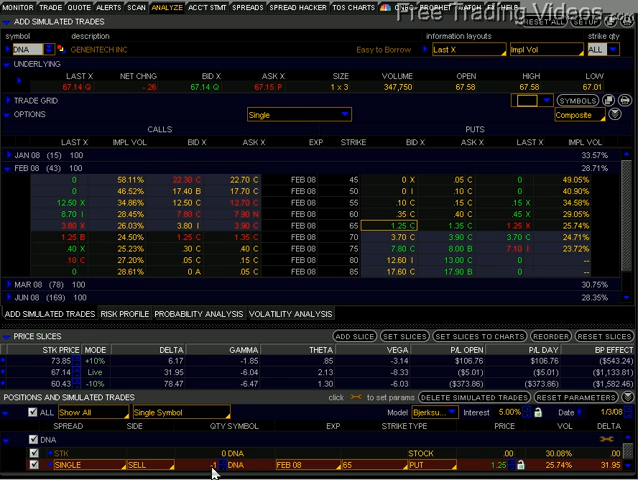 MONITOR TRADE QUOTE ALERTS SCAN ANALYZE ACCT STMT SPREADS SPREAD HACKER TOS CHARTS PROPHET
Free Trading Videos.com
ADD SIMULATED TRADES RESET ALL SETUP
symbol description information layouts strike qty
DNA GENENTECH INC Easy to Borrow Last X Impl Vol ALL
UNDERLYING
LAST X NET CHNG BID X ASK X SIZE VOLUME OPEN HIGH LOW
67.14 Q -.26 67.14 Q 67.15 P 1 x 3 347,750 67.58 67.58 67.01
TRADE GRID SYMBOLS
OPTIONS Single Composite
CALLS PUTS
LAST X IMPL VOL BID X ASK X EXP STRIKE BID X ASK X LAST X IMPL VOL
JAN 08 (15) 100 33.57%
FEB 08 (43) 100 28.71%
0 58.11% 22.30 C 22.70 C FEB 08 45 0 X .05 C 0 49.05%
0 46.52% 17.40 B 17.70 C FEB 08 50 0 I .10 C 0 40.90%
12.50 X 34.86% 12.50 C 12.70 C FEB 08 55 .10 C .15 C .15 X 34.58%
8.70 I 28.45% 7.80 C 7.90 N FEB 08 60 .35 C .40 C .45 X 29.05%
3.80 X 26.03% 3.80 I 3.90 C FEB 08 65 1.25 C 1.35 C 1.25 X 25.74%
1.25 B 24.50% 1.25 C 1.35 C FEB 08 70 3.70 C 3.90 C 3.70 C 24.71%
.40 X 25.23% .30 C .40 C FEB 08 75 7.80 C 8.00 C 7.10 I 23.72%
.10 C 27.20% .05 C .15 C FEB 08 80 12.60 I 13.00 C 0 --
0 28.61% 0 A .05 C FEB 08 85 17.60 C 17.90 B 0 --
MAR 08 (78) 100 30.75%
JUN 08 (169) 100 28.35%
ADD SIMULATED TRADES RISK PROFILE PROBABILITY ANALYSIS VOLATILITY ANALYSIS
PRICE SLICES ADD SLICE SET SLICES SET SLICES TO CHARTS REORDER RESET SLICES
STK PRICE MODE DELTA GAMMA THETA VEGA P/L OPEN P/L DAY BP EFFECT
73.85 +10% 6.17 -1.85 .85 -3.14 $106.76 $106.76 ($543.24)
67.14 Live 31.95 -6.04 2.13 -8.33 ($5.01) ($5.01) ($1,133.81)
60.43 -10% 78.47 -6.47 1.30 -6.03 ($373.86) ($373.86) ($1,582.46)
POSITIONS AND SIMULATED TRADES click to set params DELETE SIMULATED TRADES RESET PARAMETERS
ALL Show All Single Symbol Model Bjerksu... Interest 5.00% Date 1/3/08
SPREAD SIDE QTY SYMBOL EXP STRIKE TYPE PRICE VOL DELTA
DNA
STK 0 DNA STOCK 0.00 30.08% 0.00
SINGLE SELL -1 DNA FEB 08 65 PUT 1.25 25.74% 31.95